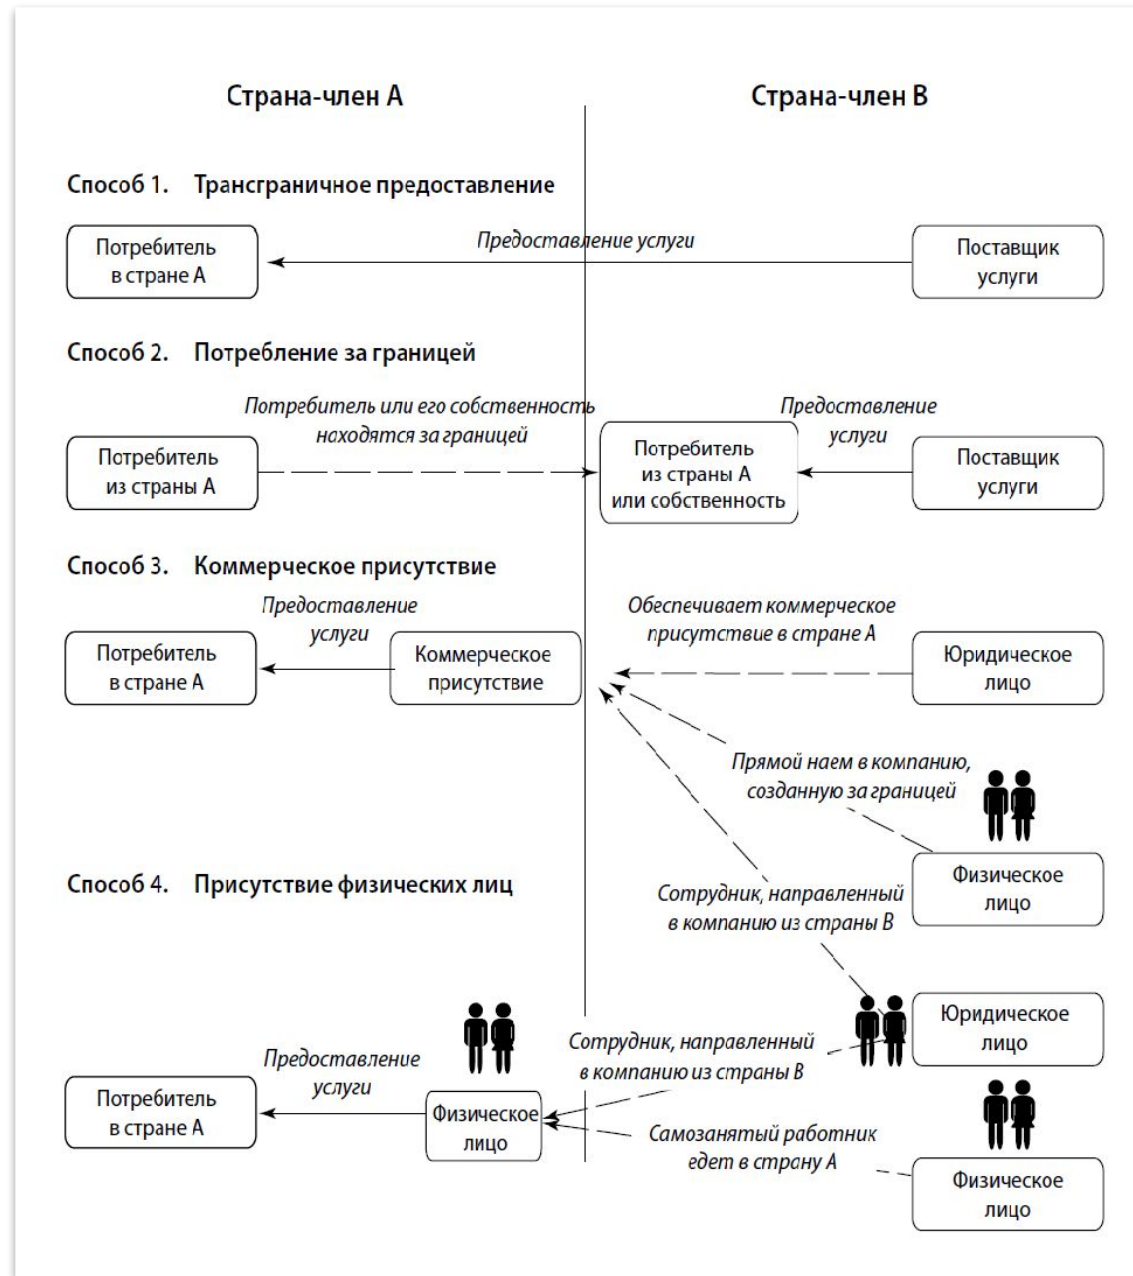 Страна-член А
Страна-член В
Способ 1. Трансграничное предоставление
Потребитель
в стране А
Предоставление услуги
Поставщик
услуги
Способ 2. Потребление за границей
Потребитель или его собственность
находятся за границей
Предоставление
услуги
Потребитель
из страны А
Потребитель
из страны А
или собственность
Поставщик
услуги
Способ 3. Коммерческое присутствие
Предоставление
услуги
Обеспечивает коммерческое
присутствие в стране А
Потребитель
в стране А
Коммерческое
присутствие
Юридическое
лицо
Прямой наем в компанию,
созданную за границей
Физическое
лицо
Способ 4. Присутствие физических лиц
Сотрудник, направленный
в компанию из страны В
Юридическое
лицо
Предоставление
услуги
Сотрудник, направленный
в компанию из страны В
Потребитель
в стране А
Физическое
лицо
Самозанятый работник
едет в страну А
Физическое
лицо